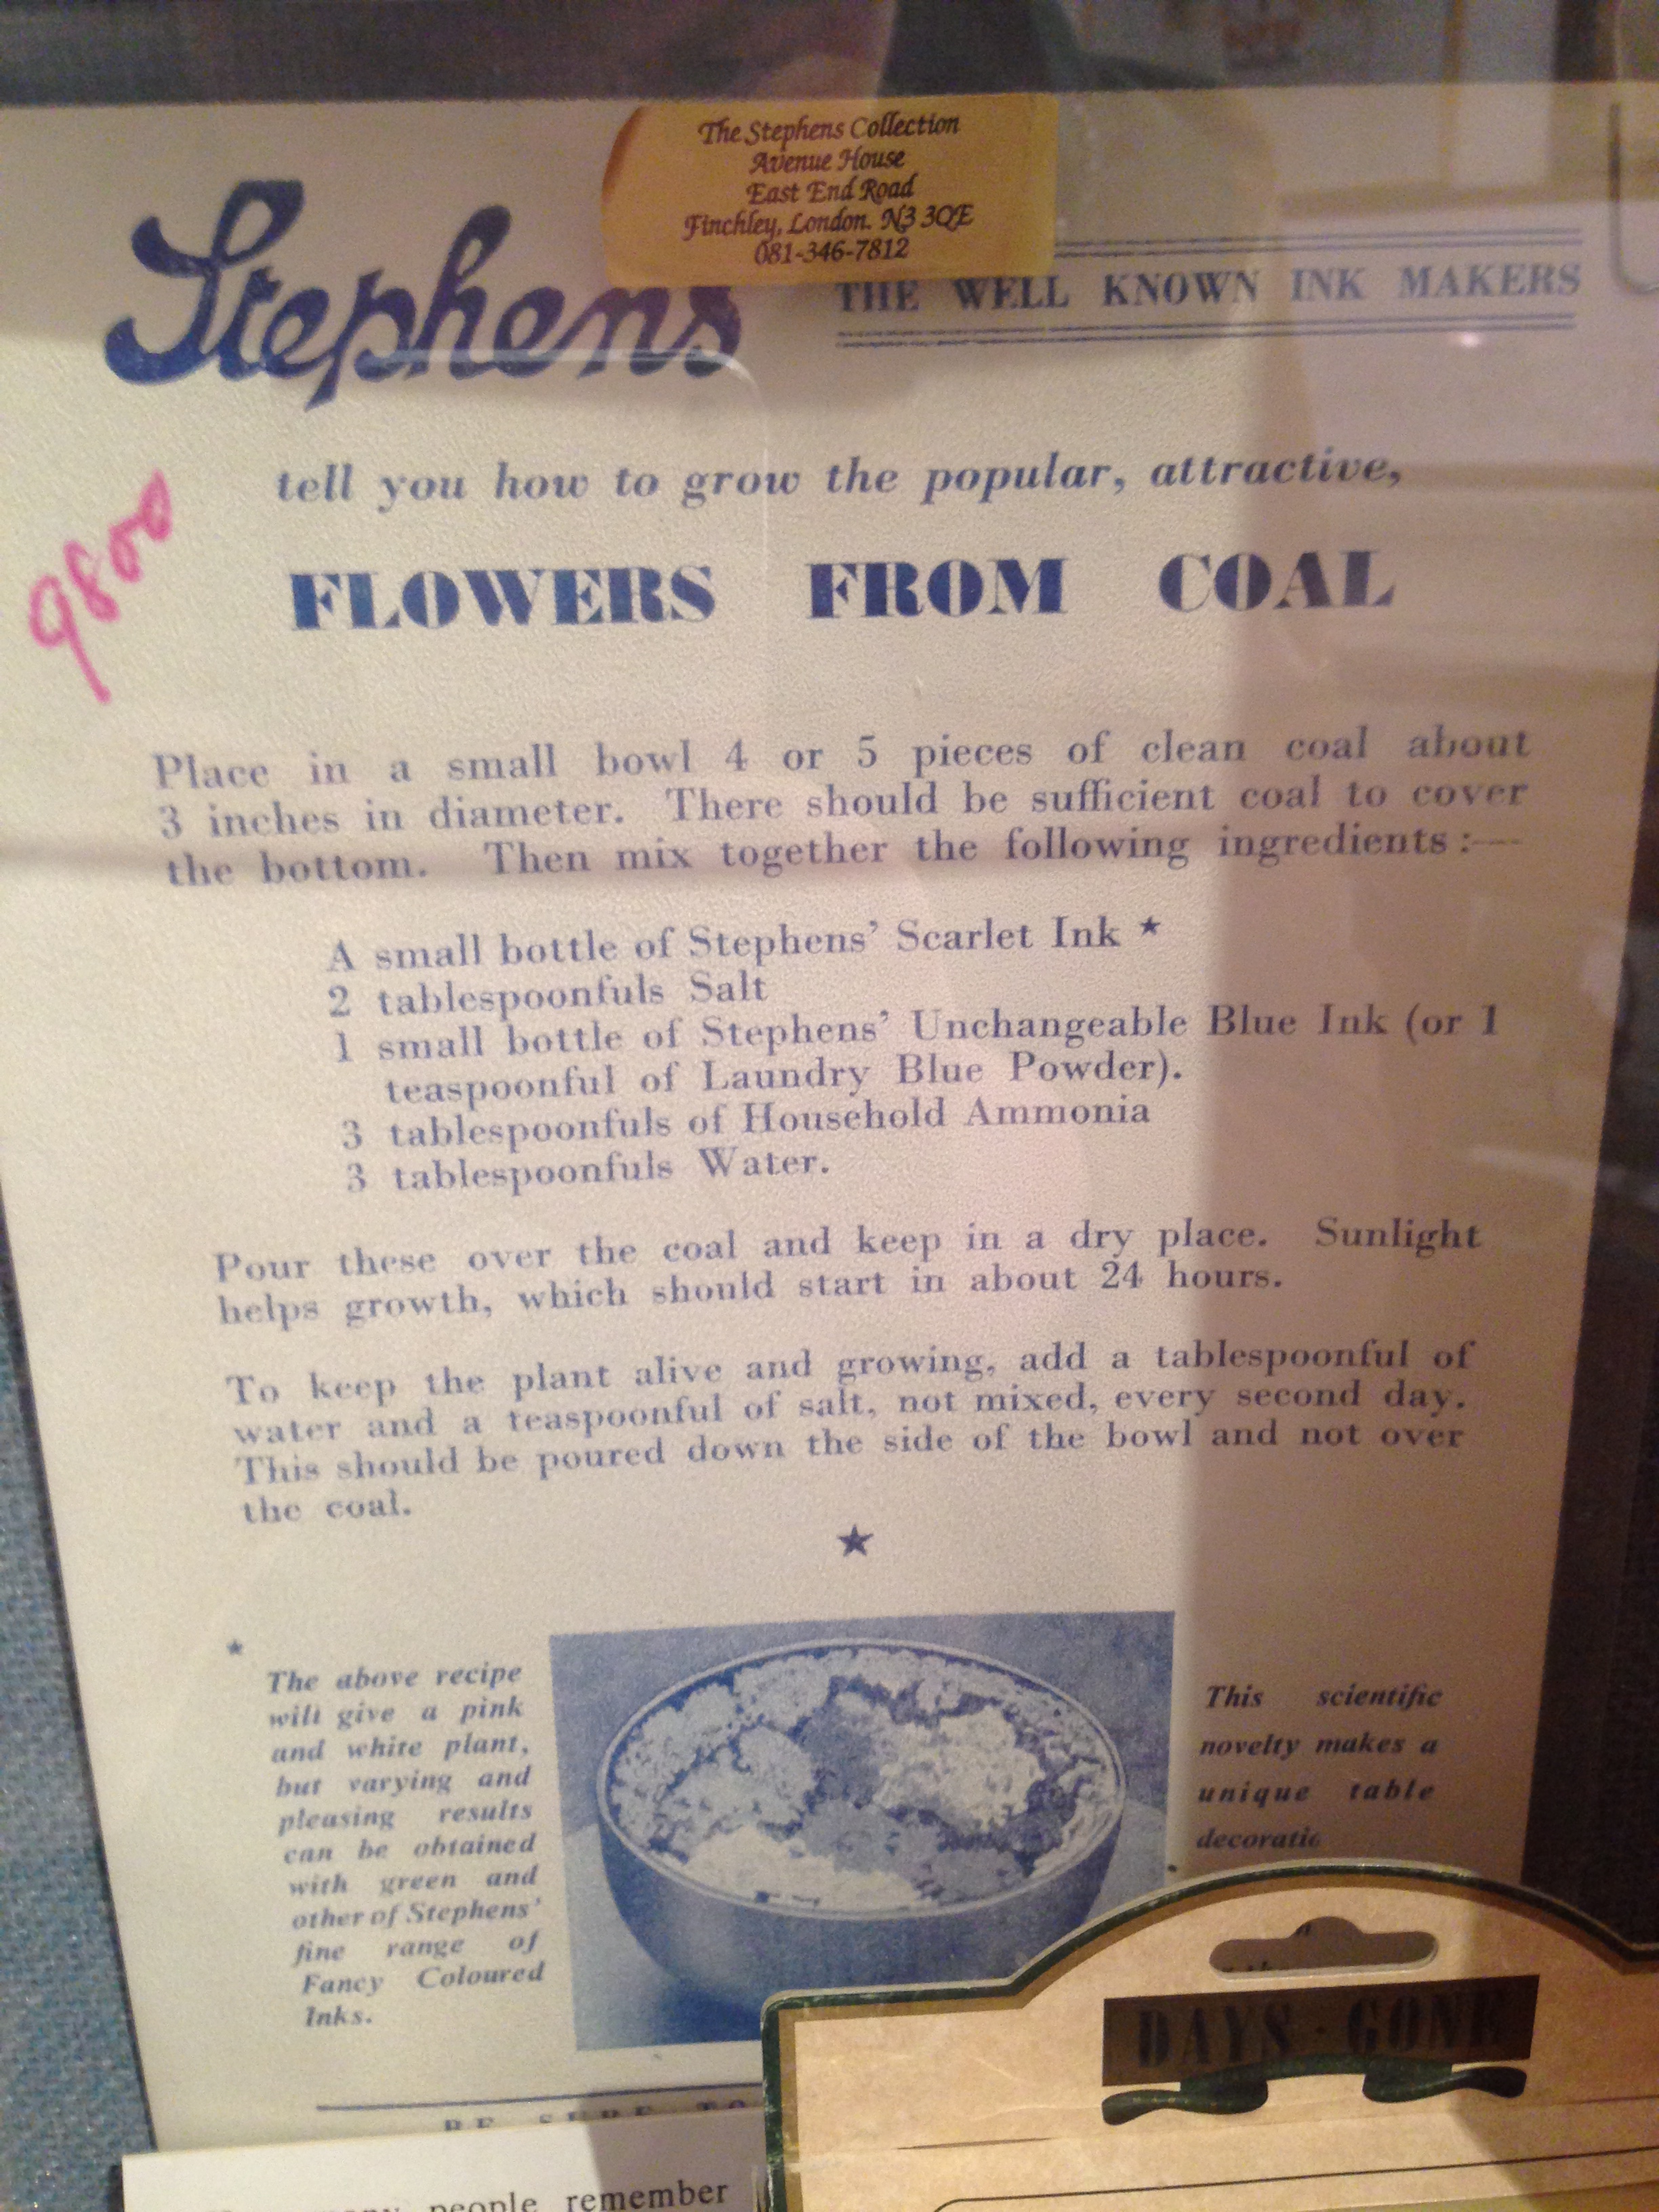 The Stephens Collection
Avenue House
East End Road
Finchley, London. N3 3QE
081-346-7812
Stephens
THE WELL KNOWN INK MAKERS
9800
tell you how to grow the popular, attractive,
FLOWERS FROM COAL
Place in a small bowl 4 or 5 pieces of clean coal about
3 inches in diameter. There should be sufficient coal to cover
the bottom. Then mix together the following ingredients :—
A small bottle of Stephens' Scarlet Ink ★
2 tablespoonfuls Salt
1 small bottle of Stephens' Unchangeable Blue Ink (or 1
teaspoonful of Laundry Blue Powder).
3 tablespoonfuls of Household Ammonia
3 tablespoonfuls Water.
Pour these over the coal and keep in a dry place. Sunlight
helps growth, which should start in about 24 hours.
To keep the plant alive and growing, add a tablespoonful of
water and a teaspoonful of salt, not mixed, every second day.
This should be poured down the side of the bowl and not over
the coal.
★
★
The above recipe
will give a pink
and white plant,
but varying and
pleasing results
can be obtained
with green and
other of Stephens'
fine range of
Fancy Coloured
Inks.
This scientific
novelty makes a
unique table
decoratio
DAYS · GONE
BE SURE TO
people remember